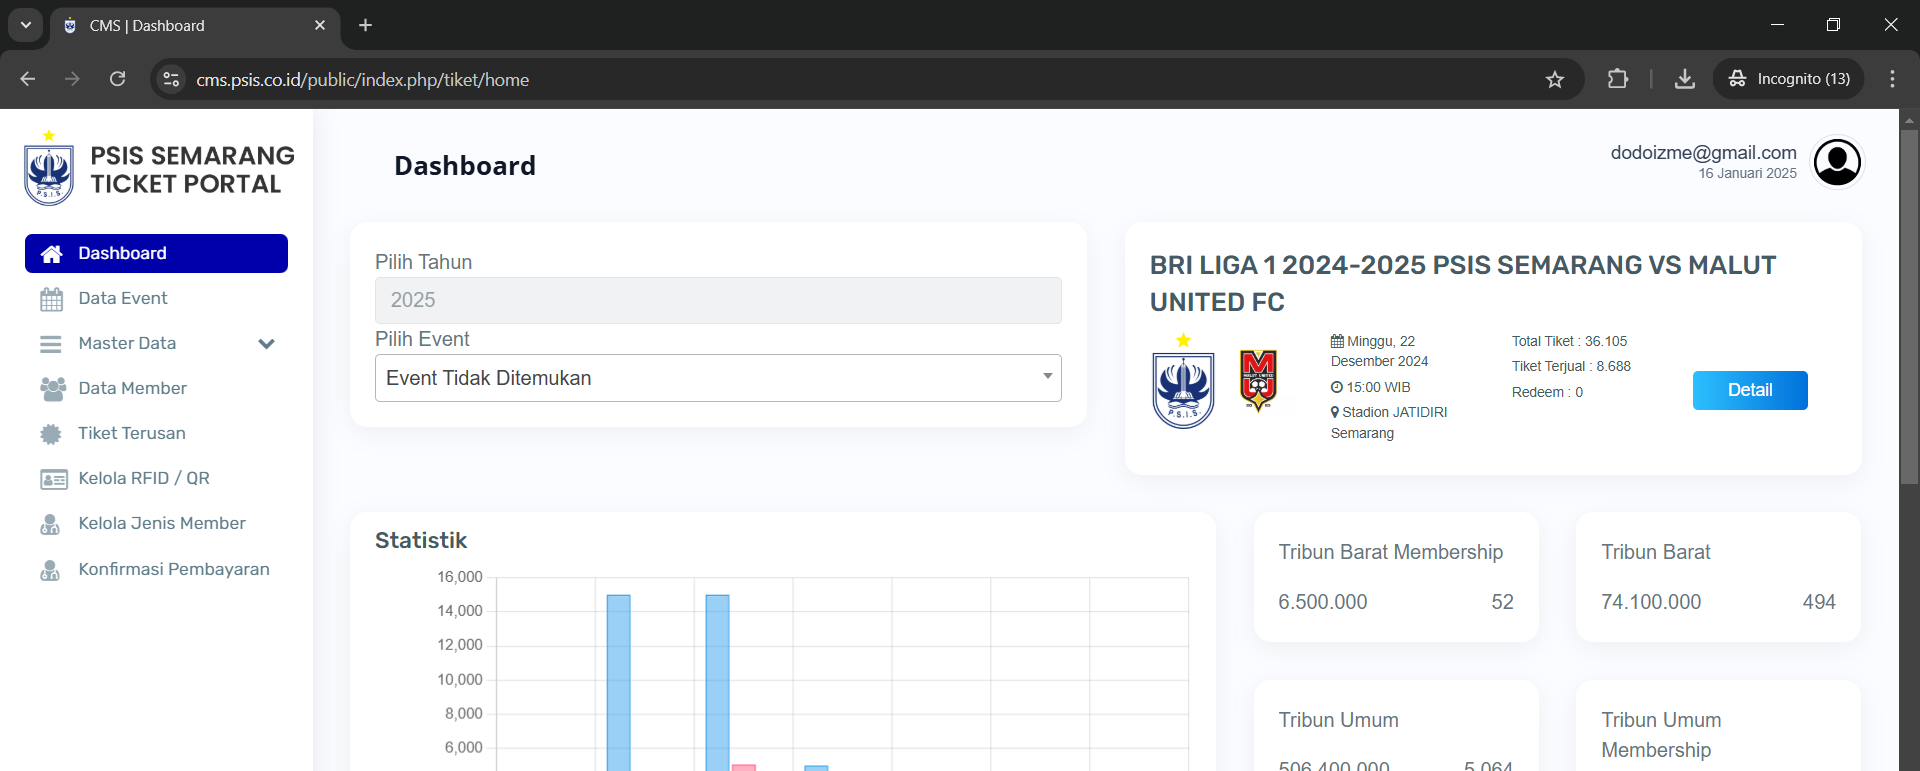 CMS | Dashboard
cms.psis.co.id/public/index.php/tiket/home
Incognito (13)
PSIS SEMARANG
TICKET PORTAL
Dashboard
Data Event
Master Data
Data Member
Tiket Terusan
Kelola RFID / QR
Kelola Jenis Member
Konfirmasi Pembayaran
Dashboard
dodoizme@gmail.com
16 Januari 2025
Pilih Tahun
2025
Pilih Event
Event Tidak Ditemukan
BRI LIGA 1 2024-2025 PSIS SEMARANG VS MALUT
UNITED FC
P.S.I.S.
Minggu, 22
Desember 2024
15:00 WIB
Stadion JATIDIRI
Semarang
Total Tiket : 36.105
Tiket Terjual : 8.688
Redeem : 0
Detail
Statistik
16,000
14,000
12,000
10,000
8,000
6,000
Tribun Barat Membership
6.500.000 52
Tribun Barat
74.100.000 494
Tribun Umum
506.400.000 5.064
Tribun Umum
Membership